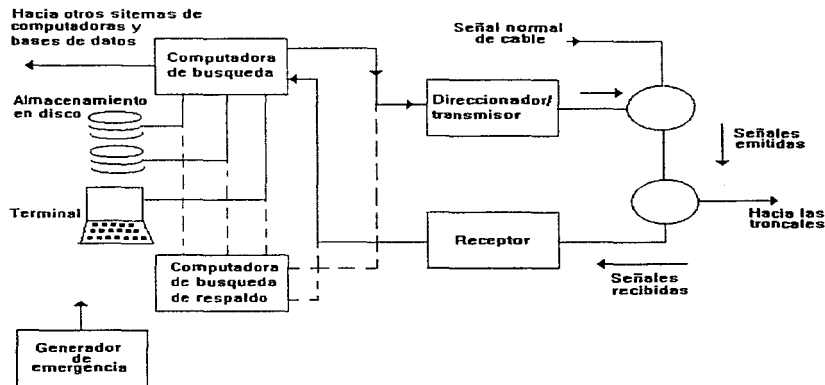 Hacia otros sitemas de
computadoras y
bases de datos
Computadora
de busqueda
Señal normal
de cable
Almacenamiento
en disco
Direccionador/
transmisor
Señales
emitidas
Terminal
Hacia las
troncales
Receptor
Computadora
de busqueda
de respaldo
Señales
recibidas
Generador
de
emergencia